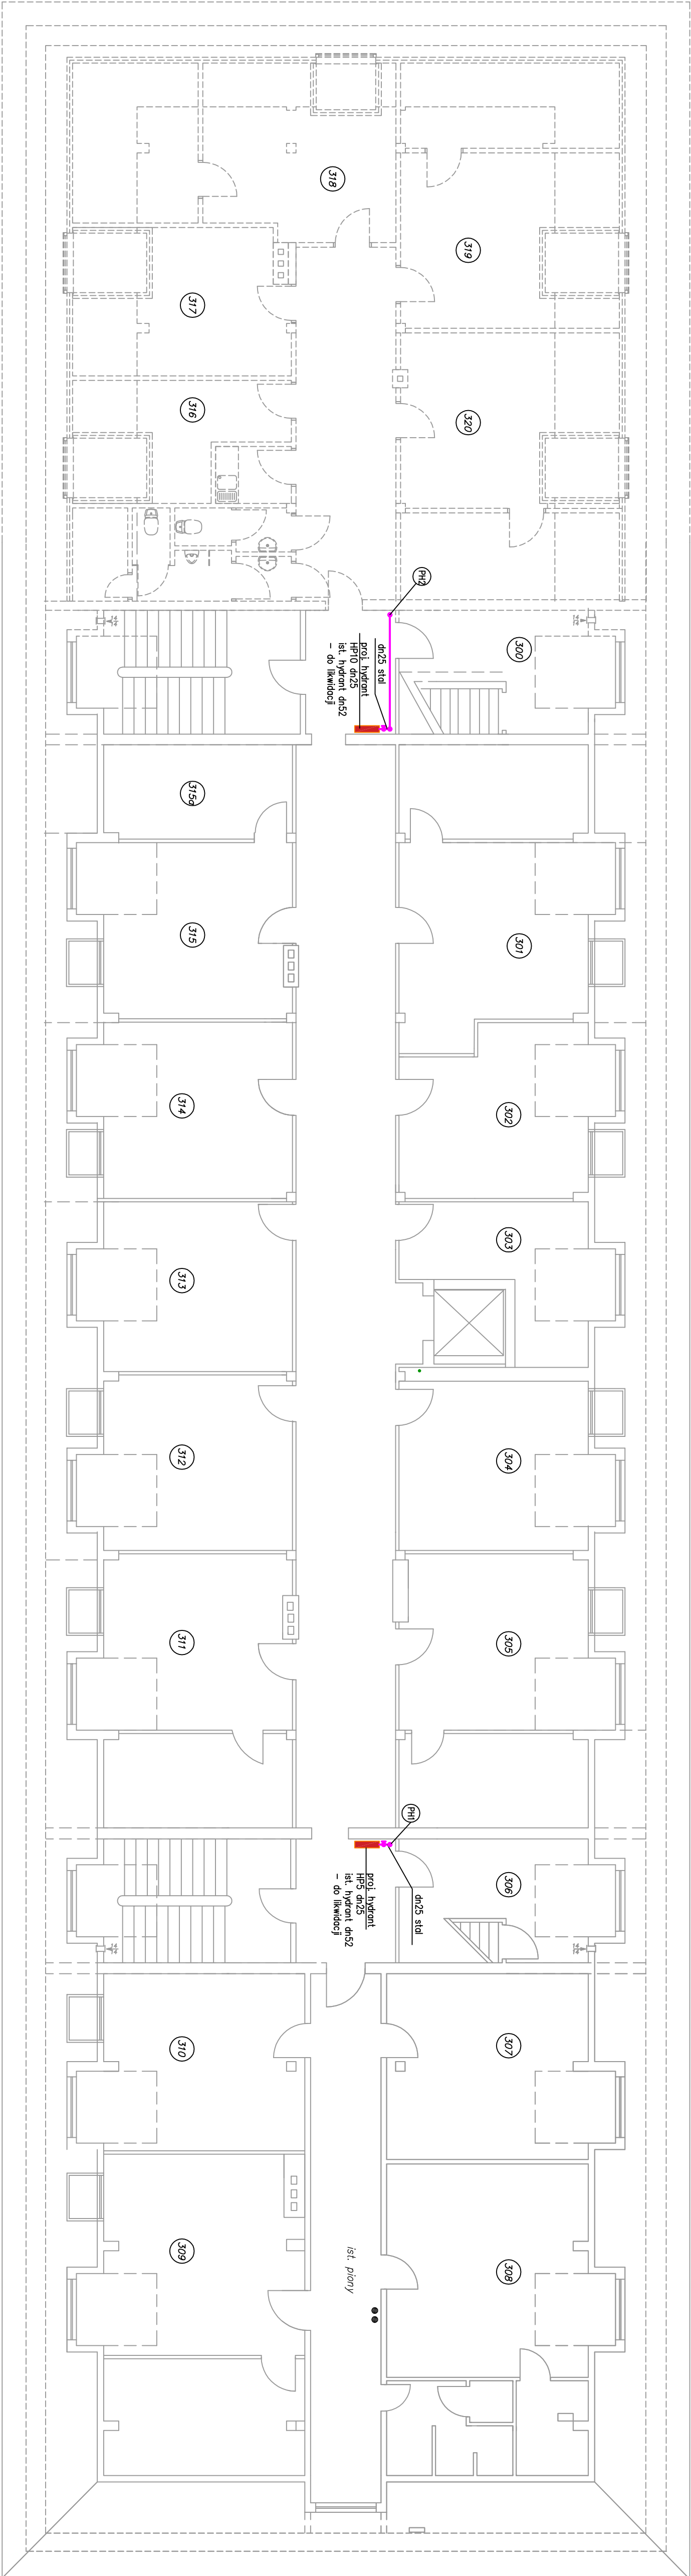 318
319
317
316
320
PH2
300
dn25 stal
proj. hydrant
HP10 dn25
ist. hydrant dn52
– do likwidacji
315a
315
301
314
302
303
313
312
304
311
305
PH1
306
dn25 stal
proj. hydrant
HP5 dn25
ist. hydrant dn52
– do likwidacji
310
307
309
308
ist. piony